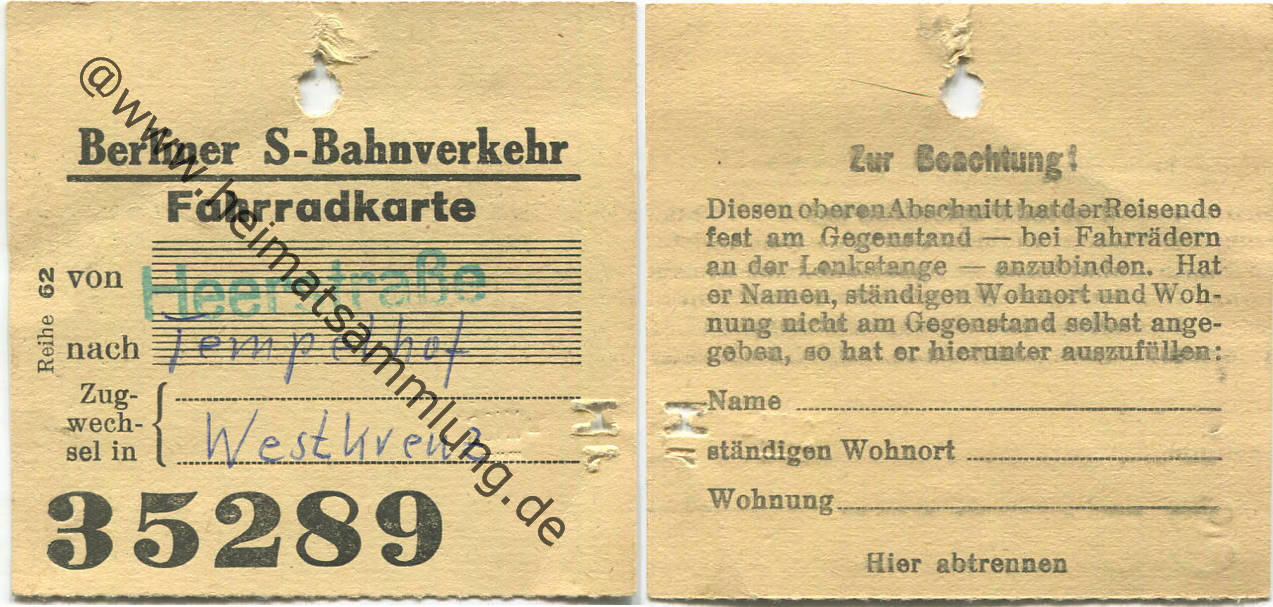 Berliner S-Bahnverkehr
Fahrradkarte
Reihe 62
von Heerstraße
nach Tempelhof
Zug-
wech-
sel in Westkreuz
35289
@www.heimatsammlung.de
Zur Beachtung!
Diesen oberen Abschnitt hat der Reisende
fest am Gegenstand — bei Fahrrädern
an der Lenkstange — anzubinden. Hat
er Namen, ständigen Wohnort und Woh-
nung nicht am Gegenstand selbst ange-
geben, so hat er hierunter auszufüllen:
Name
ständigen Wohnort
Wohnung
Hier abtrennen